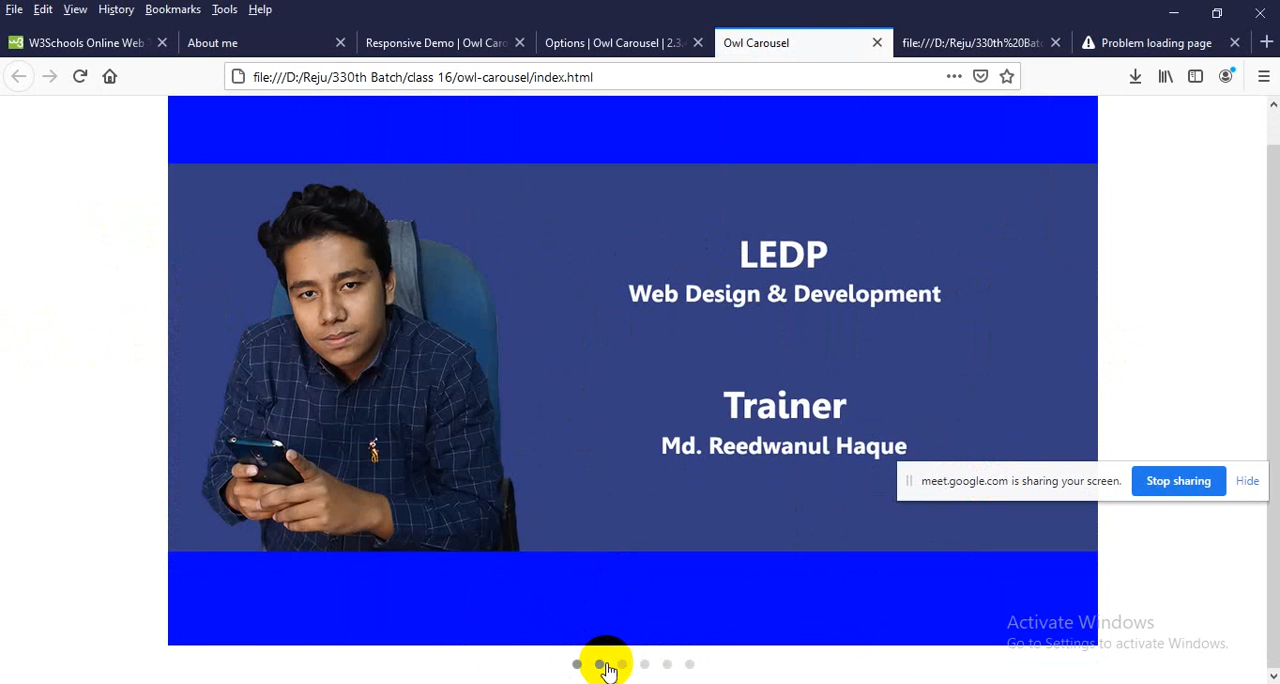 File Edit View History Bookmarks Tools Help
W3Schools Online Web
About me
Responsive Demo | Owl Caro
Options | Owl Carousel | 2.3.
Owl Carousel
file:///D:/Reju/330th%20Bat
Problem loading page
file:///D:/Reju/330th Batch/class 16/owl-carousel/index.html
LEDP
Web Design & Development
Trainer
Md. Reedwanul Haque
meet.google.com is sharing your screen. Stop sharing Hide
Activate Windows
Go to Settings to activate Windows.